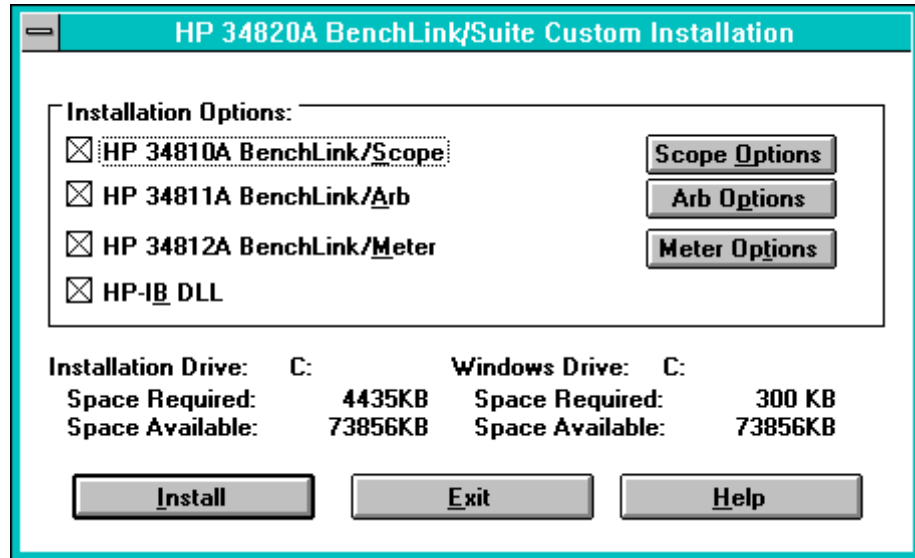 HP 34820A BenchLink/Suite Custom Installation
Installation Options:
HP 34810A BenchLink/Scope Scope Options
HP 34811A BenchLink/Arb Arb Options
HP 34812A BenchLink/Meter Meter Options
HP-IB DLL
Installation Drive: C: Windows Drive: C:
Space Required: 4435KB Space Required: 300 KB
Space Available: 73856KB Space Available: 73856KB
Install Exit Help